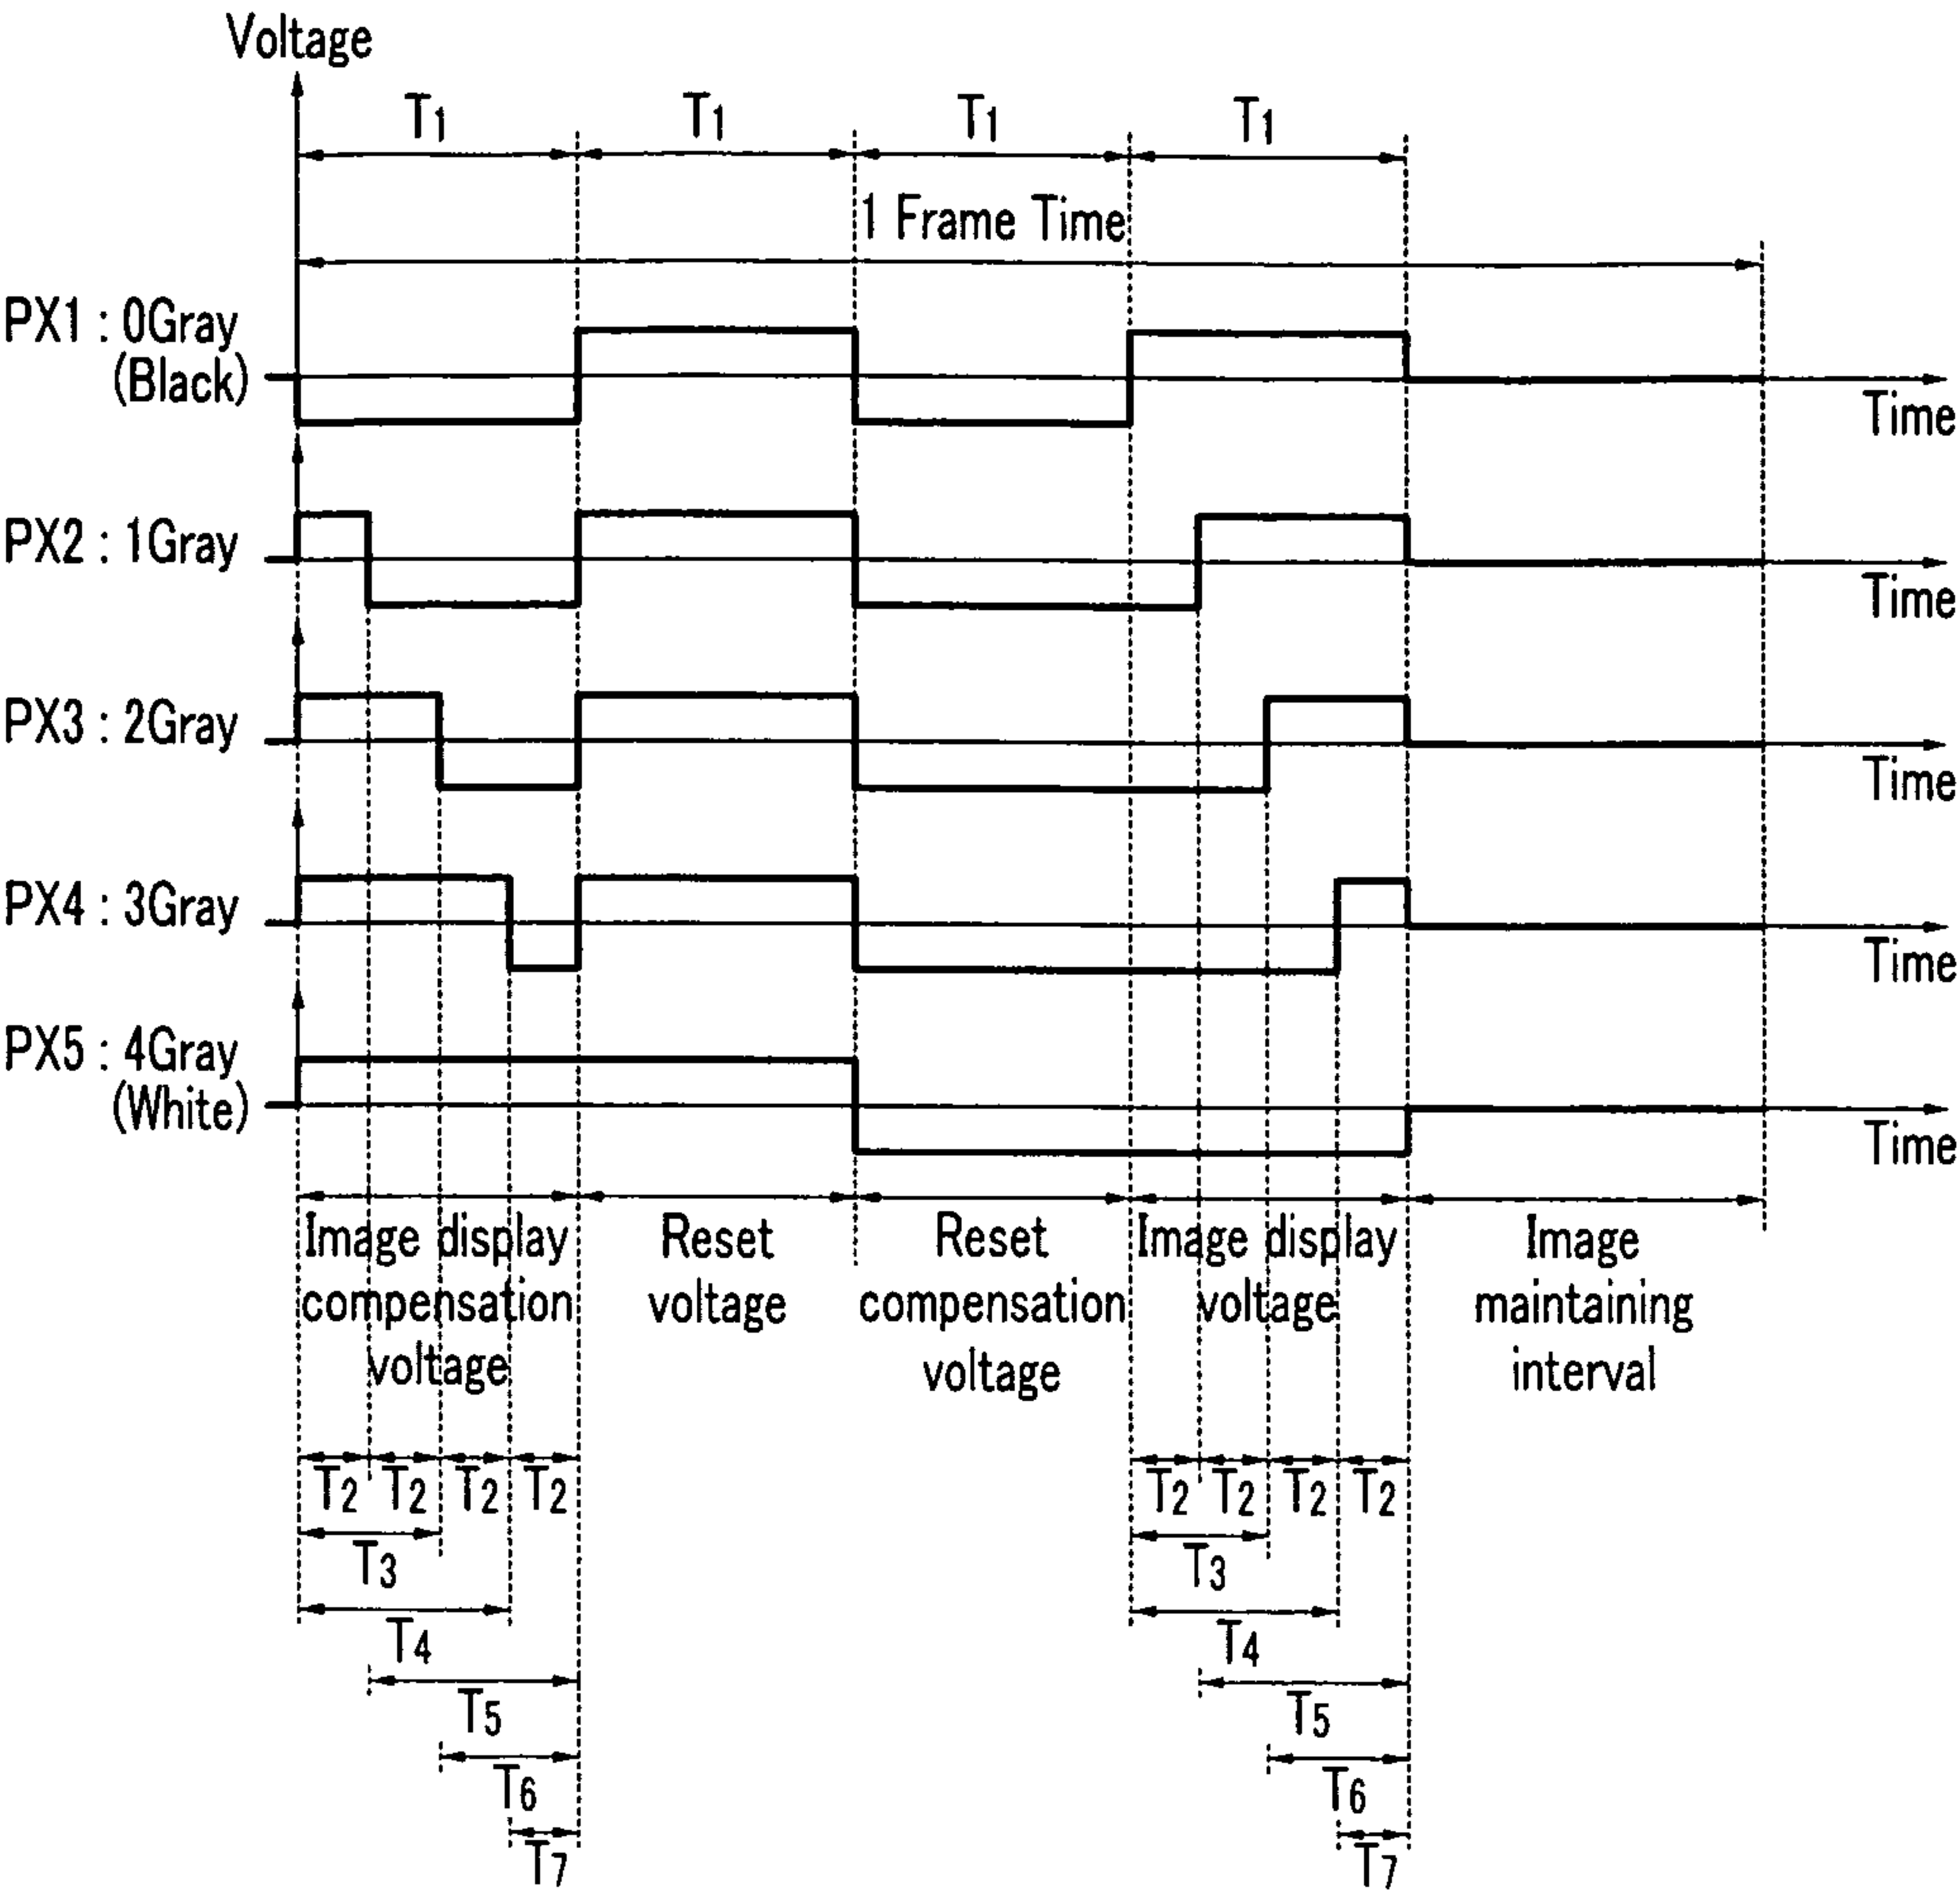 Voltage
T1 T1 T1 T1
1 Frame Time
PX1 : 0Gray
(Black)
Time
PX2 : 1Gray
Time
PX3 : 2Gray
Time
PX4 : 3Gray
Time
PX5 : 4Gray
(White)
Time
Image display
compensation
voltage
Reset
voltage
Reset
compensation
voltage
Image display
voltage
Image
maintaining
interval
T2 T2 T2 T2
T2 T2 T2 T2
T3
T3
T4
T4
T5
T5
T6
T6
T7
T7